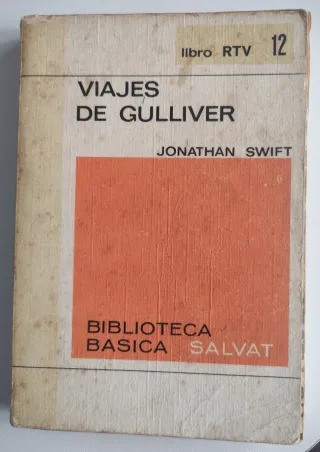 libro RTV 12
VIAJES
DE GULLIVER
JONATHAN SWIFT
BIBLIOTECA
BASICA SALVAT